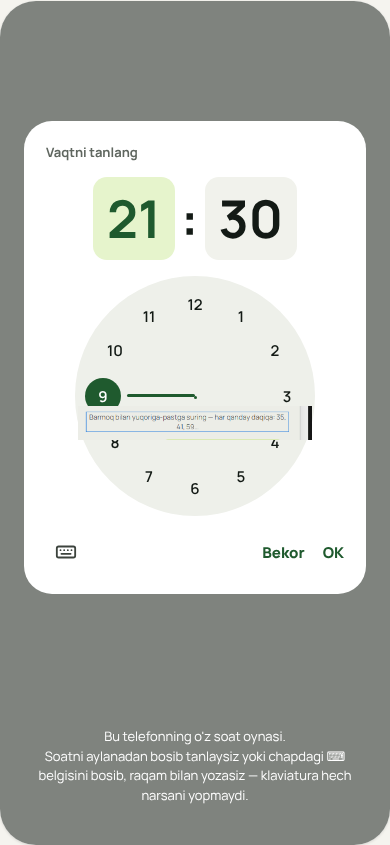 Vaqtni tanlang
21 : 30
12
11 1
10 2
9 3
Barmoq bilan yuqoriga-pastga suring — har qanday daqiqa: 35,
41, 59..
8 4
7 5
6
Bekor OK
Bu telefonning o'z soat oynasi.
Soatni aylanadan bosib tanlaysiz yoki chapdagi ⌨
belgisini bosib, raqam bilan yozasiz — klaviatura hech
narsani yopmaydi.